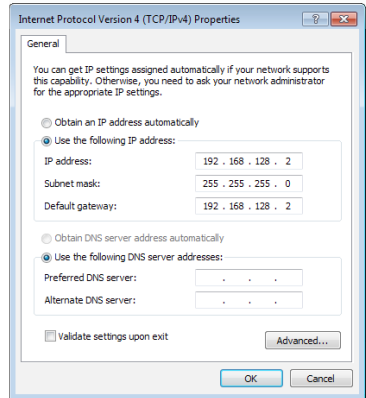 Internet Protocol Version 4 (TCP/IPv4) Properties
General
You can get IP settings assigned automatically if your network supports
this capability. Otherwise, you need to ask your network administrator
for the appropriate IP settings.
Obtain an IP address automatically
Use the following IP address:
IP address: 192 . 168 . 128 . 2
Subnet mask: 255 . 255 . 255 . 0
Default gateway: 192 . 168 . 128 . 2
Obtain DNS server address automatically
Use the following DNS server addresses:
Preferred DNS server: . . .
Alternate DNS server: . . .
Validate settings upon exit
Advanced...
OK Cancel